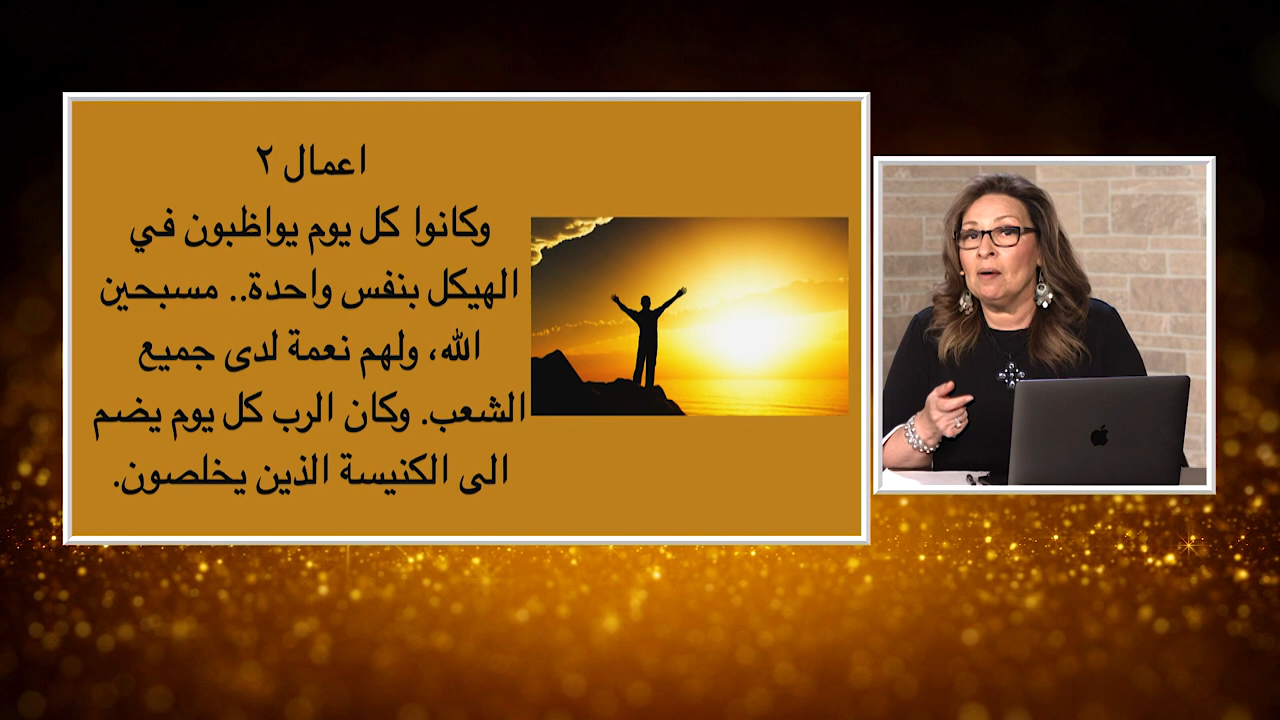 اعمال ٢
وكانوا كل يوم يواظبون في
الهيكل بنفس واحدة.. مسبحين
الله، ولهم نعمة لدى جميع
الشعب. وكان الرب كل يوم يضم
الى الكنيسة الذين يخلصون.